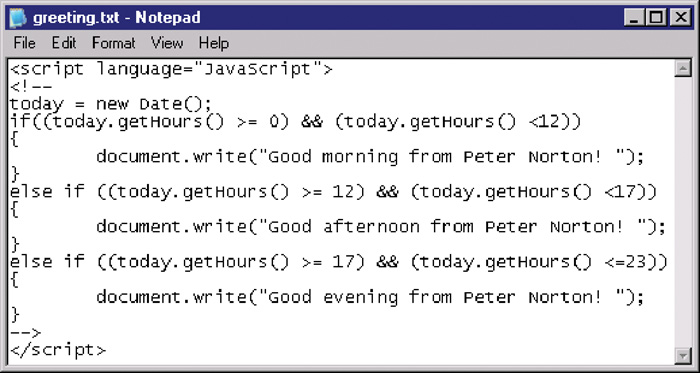 greeting.txt - Notepad
File Edit Format View Help
<script language="JavaScript">
<!--
today = new Date();
if((today.getHours() >= 0) && (today.getHours() <12))
{
        document.write("Good morning from Peter Norton! ");
}
else if ((today.getHours() >= 12) && (today.getHours() <17))
{
        document.write("Good afternoon from Peter Norton! ");
}
else if ((today.getHours() >= 17) && (today.getHours() <=23))
{
        document.write("Good evening from Peter Norton! ");
}
-->
</script>